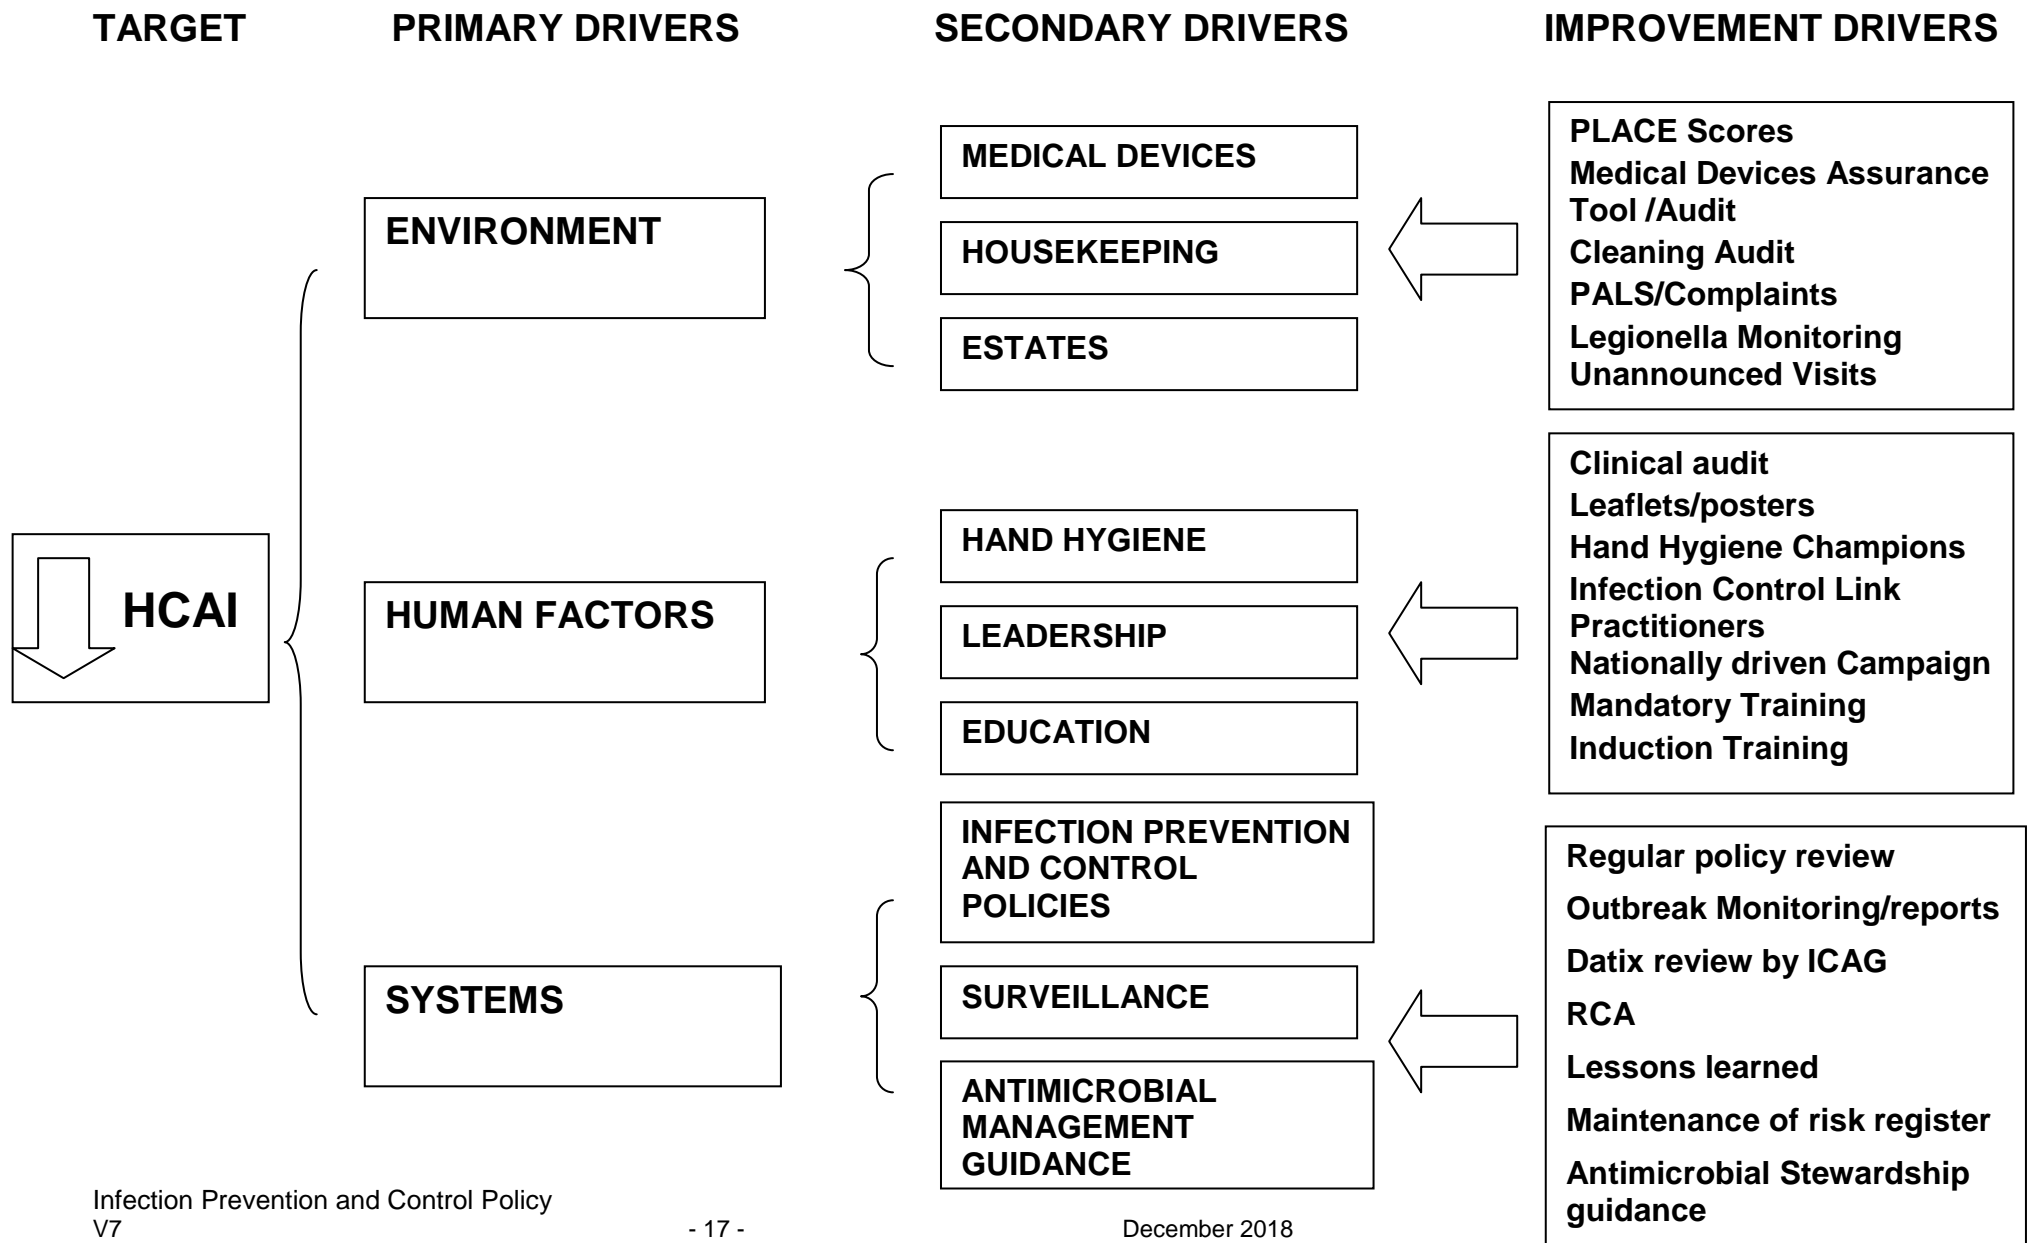 TARGET
PRIMARY DRIVERS
SECONDARY DRIVERS
IMPROVEMENT DRIVERS
HCAI
ENVIRONMENT
MEDICAL DEVICES
HOUSEKEEPING
ESTATES
PLACE Scores
Medical Devices Assurance
Tool /Audit
Cleaning Audit
PALS/Complaints
Legionella Monitoring
Unannounced Visits
HUMAN FACTORS
HAND HYGIENE
LEADERSHIP
EDUCATION
Clinical audit
Leaflets/posters
Hand Hygiene Champions
Infection Control Link
Practitioners
Nationally driven Campaign
Mandatory Training
Induction Training
SYSTEMS
INFECTION PREVENTION
AND CONTROL
POLICIES
SURVEILLANCE
ANTIMICROBIAL
MANAGEMENT
GUIDANCE
Regular policy review
Outbreak Monitoring/reports
Datix review by ICAG
RCA
Lessons learned
Maintenance of risk register
Antimicrobial Stewardship
guidance
Infection Prevention and Control Policy
V7
- 17 -
December 2018